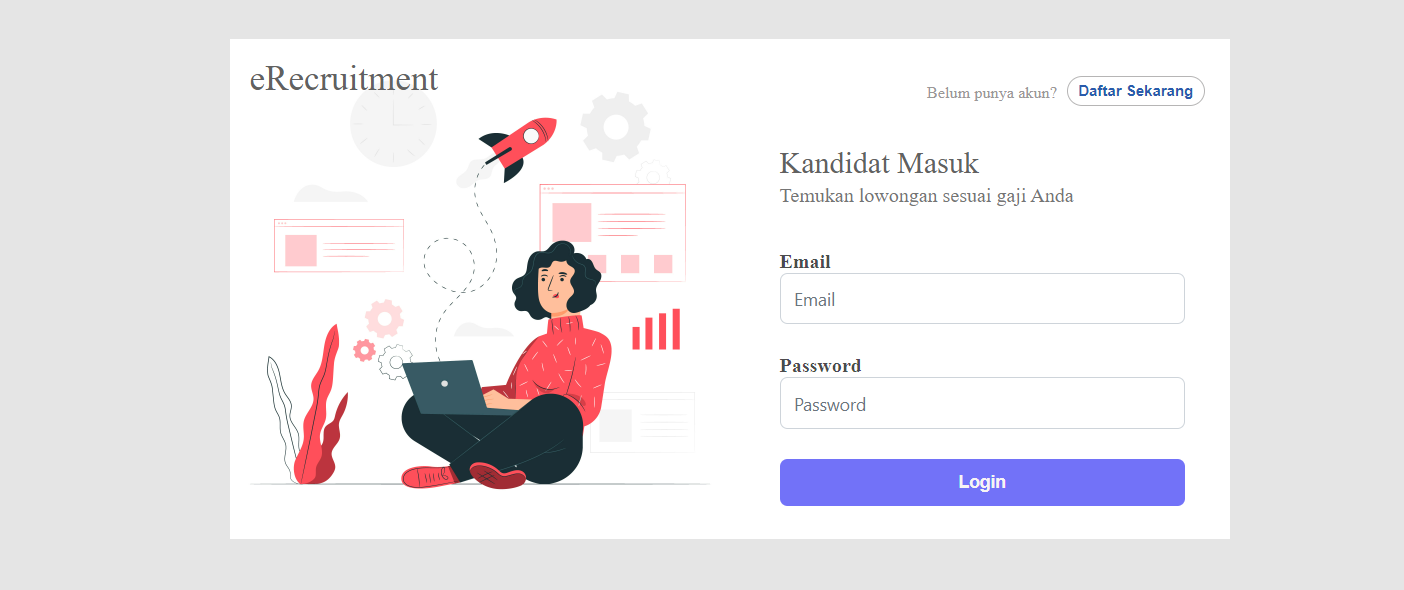 eRecruitment
Belum punya akun? Daftar Sekarang
Kandidat Masuk
Temukan lowongan sesuai gaji Anda
Email
Email
Password
Password
Login